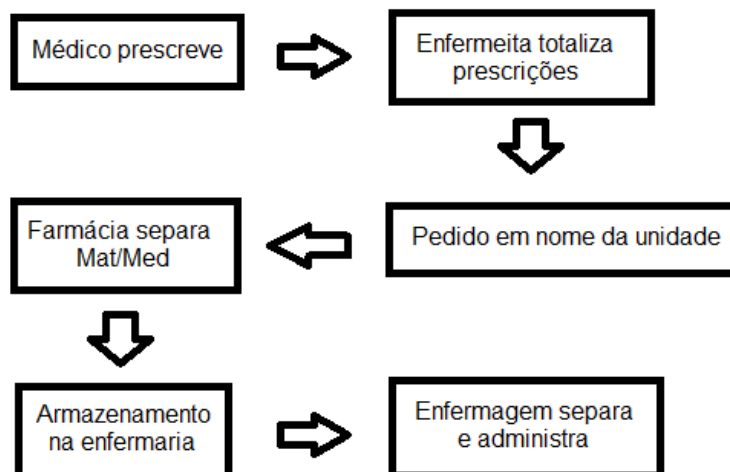 Médico prescreve
Enfermeita totaliza
prescrições
Pedido em nome da unidade
Farmácia separa
Mat/Med
Armazenamento
na enfermaria
Enfermagem separa
e administra